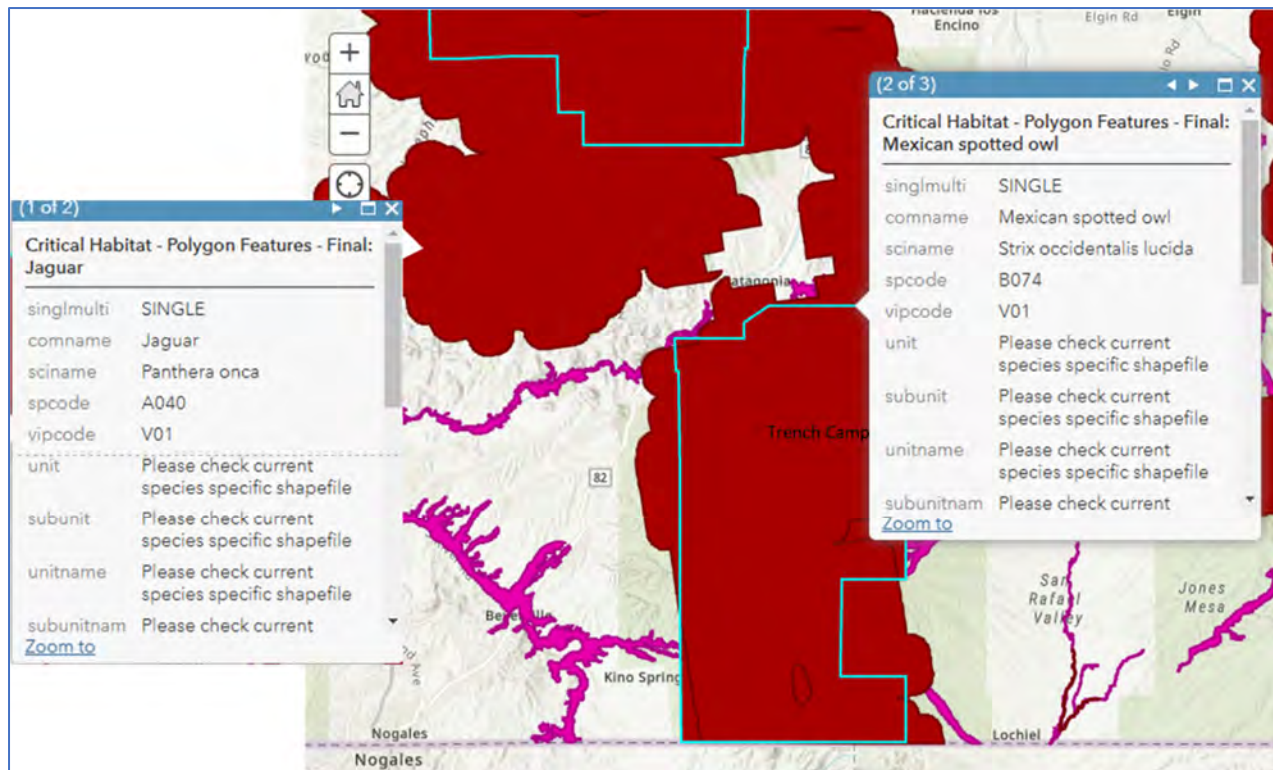 Encino
Elgin Rd
Elgin
+
−
82
Trench Camp
San
Rafael
Valley
Jones
Mesa
Kino Spring
Nogales
Nogales
Lochiel
(1 of 2)
Critical Habitat - Polygon Features - Final:
Jaguar
singlmulti SINGLE
comname Jaguar
sciname Panthera onca
spcode A040
vipcode V01
unit Please check current
species specific shapefile
subunit Please check current
species specific shapefile
unitname Please check current
species specific shapefile
subunitnam Please check current
Zoom to
(2 of 3)
Critical Habitat - Polygon Features - Final:
Mexican spotted owl
singlmulti SINGLE
comname Mexican spotted owl
sciname Strix occidentalis lucida
spcode B074
vipcode V01
unit Please check current
species specific shapefile
subunit Please check current
species specific shapefile
unitname Please check current
species specific shapefile
subunitnam Please check current
Zoom to